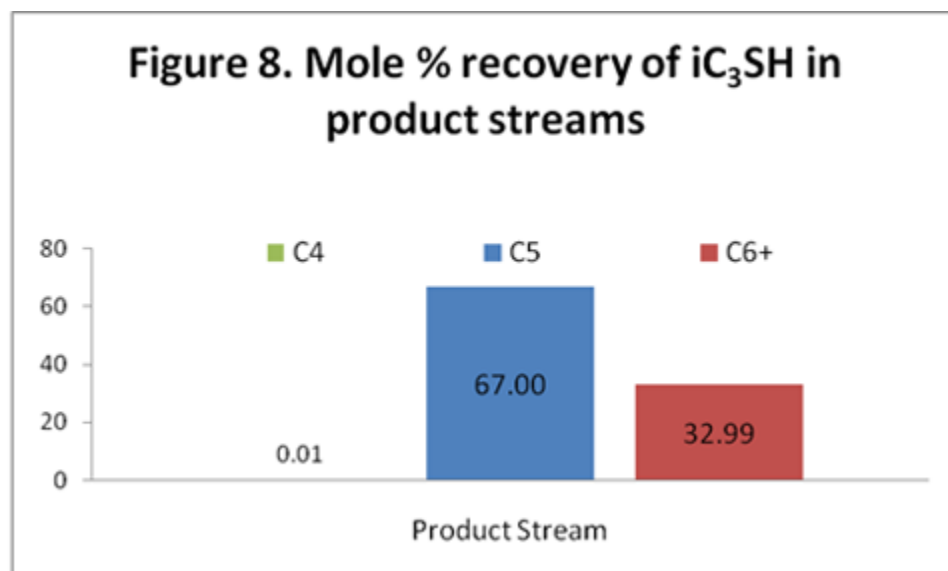 Figure 8. Mole % recovery of iC₃SH in
product streams
80
C4
C5
C6+
60
40
67.00
20
32.99
0.01
0
Product Stream